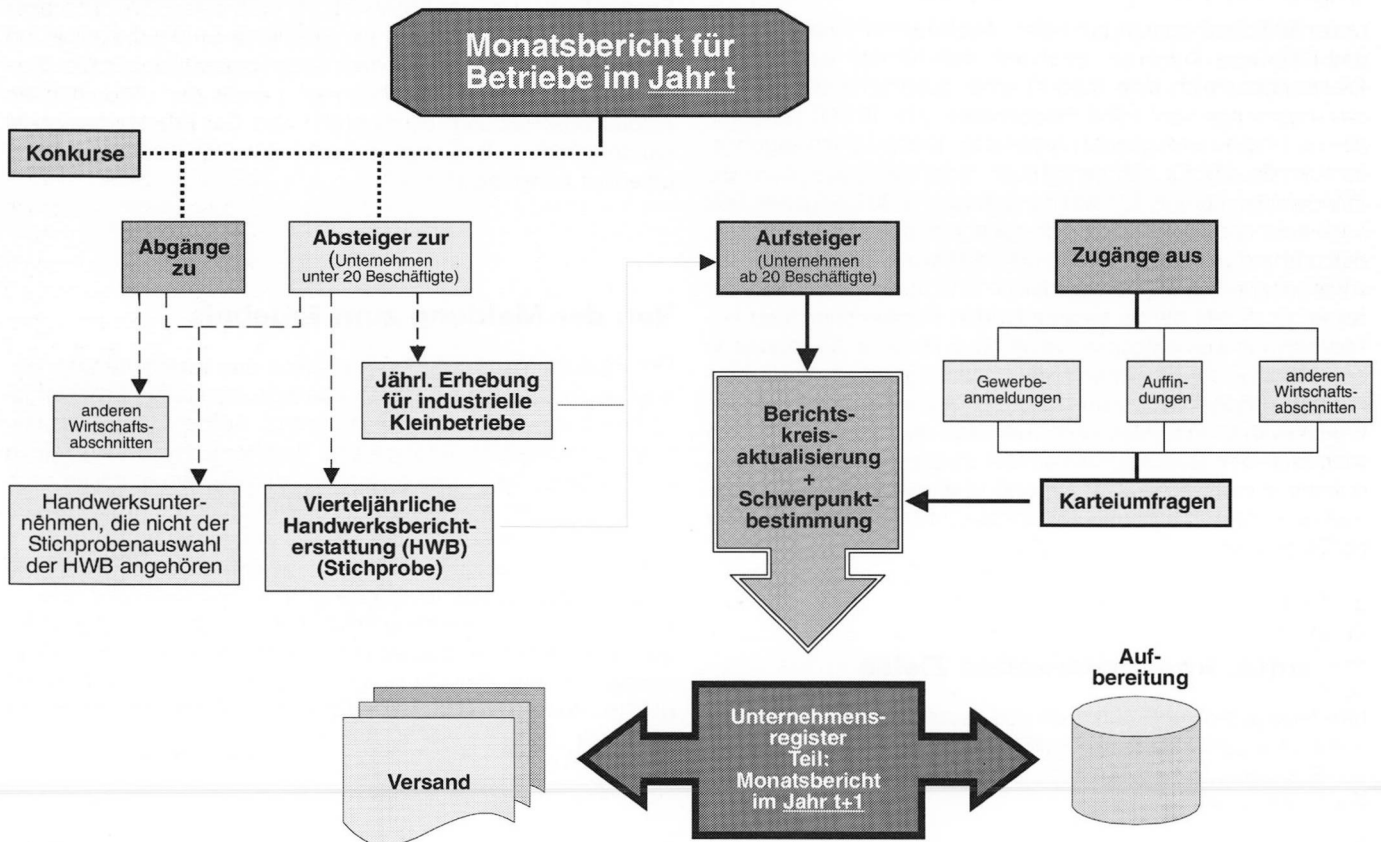 Monatsbericht für
Betriebe im Jahr t
Konkurse
Abgänge
zu
Absteiger zur
(Unternehmen
unter 20 Beschäftigte)
Aufsteiger
(Unternehmen
ab 20 Beschäftigte)
Zugänge aus
anderen
Wirtschafts-
abschnitten
Jährl. Erhebung
für industrielle
Kleinbetriebe
Handwerksunter-
nehmen, die nicht der
Stichprobenauswahl
der HWB angehören
Vierteljährliche
Handwerksbericht-
erstattung (HWB)
(Stichprobe)
Berichts-
kreis-
aktualisierung
+
Schwerpunkt-
bestimmung
Gewerbe-
anmeldungen
Auffin-
dungen
anderen
Wirtschafts-
abschnitten
Karteiumfragen
Versand
Unternehmens-
register
Teil:
Monatsbericht
im Jahr t+1
Auf-
bereitung